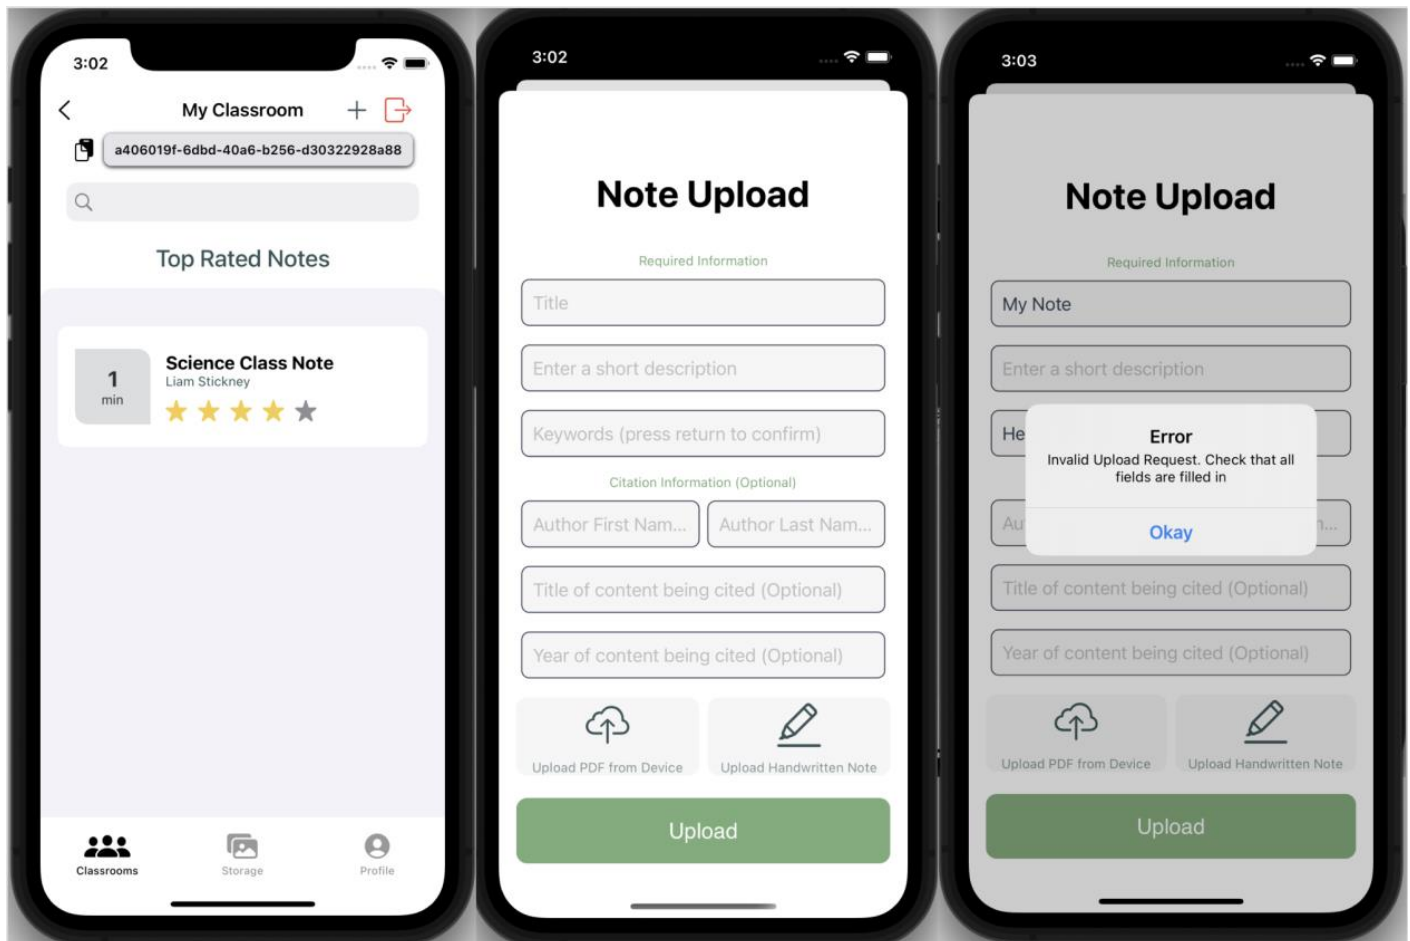 3:02
My Classroom
a406019f-6dbd-40a6-b256-d30322928a88
Top Rated Notes
1
min
Science Class Note
Liam Stickney
Classrooms
Storage
Profile
3:02
Note Upload
Required Information
Title
Enter a short description
Keywords (press return to confirm)
Citation Information (Optional)
Author First Nam...
Author Last Nam...
Title of content being cited (Optional)
Year of content being cited (Optional)
Upload PDF from Device
Upload Handwritten Note
Upload
3:03
Note Upload
Required Information
My Note
Enter a short description
He
Error
Invalid Upload Request. Check that all
fields are filled in
Okay
Au
n...
Title of content being cited (Optional)
Year of content being cited (Optional)
Upload PDF from Device
Upload Handwritten Note
Upload